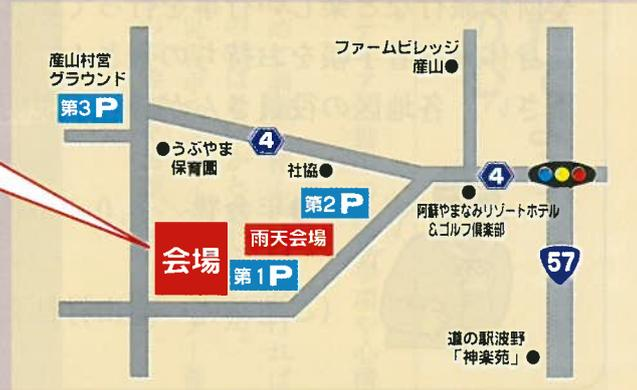 産山村営
グラウンド
第3 P
ファームビレッジ
産山
4
うぶやま
保育園
社協
4
第2 P
阿蘇やまなみリゾートホテル
&ゴルフ倶楽部
雨天会場
会場
第1 P
57
道の駅波野
「神楽苑」